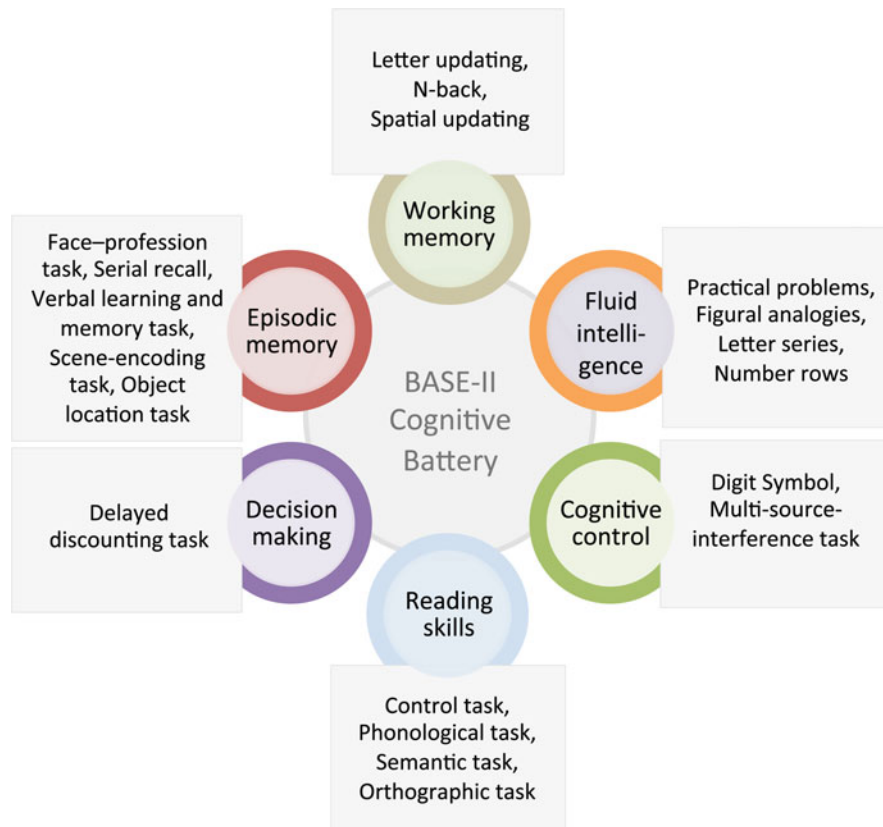 Letter updating,
N-back,
Spatial updating
Working
memory
Face–profession
task, Serial recall,
Verbal learning and
memory task,
Scene-encoding
task, Object
location task
Episodic
memory
Fluid
intelli-
gence
Practical problems,
Figural analogies,
Letter series,
Number rows
BASE-II
Cognitive
Battery
Delayed
discounting task
Decision
making
Cognitive
control
Digit Symbol,
Multi-source-
interference task
Reading
skills
Control task,
Phonological task,
Semantic task,
Orthographic task